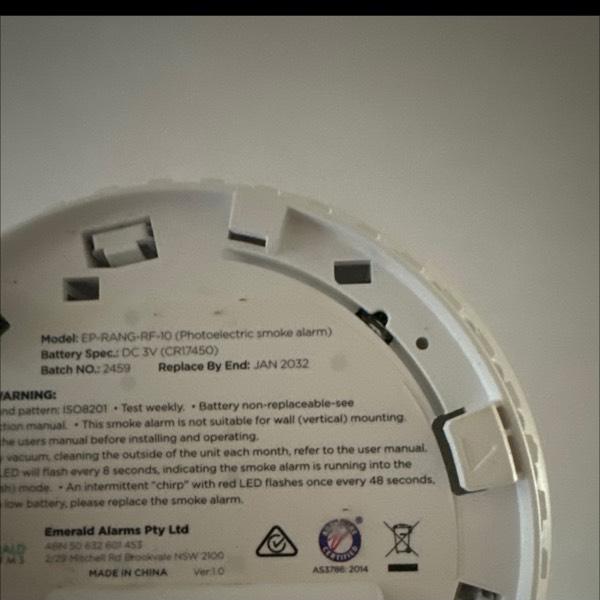 Model: EP-RANG-RF-10 (Photoelectric smoke alarm)
Battery Spec.: DC 3V (CR17450)
Batch NO.: 2459 Replace By End: JAN 2032
WARNING:
nd pattern: ISO8201 • Test weekly. • Battery non-replaceable-see
ction manual. • This smoke alarm is not suitable for wall (vertical) mounting.
he users manual before installing and operating.
vacuum, cleaning the outside of the unit each month, refer to the user manual.
LED will flash every 8 seconds, indicating the smoke alarm is running into the
sh) mode. • An intermittent "chirp" with red LED flashes once every 48 seconds,
low battery, please replace the smoke alarm.
Emerald Alarms Pty Ltd
ABN 50 632 601 453
2/29 Mitchell Rd Brookvale NSW 2100
MADE IN CHINA Ver:1.0
ALD
MS
CERTIFIED
AS3786: 2014